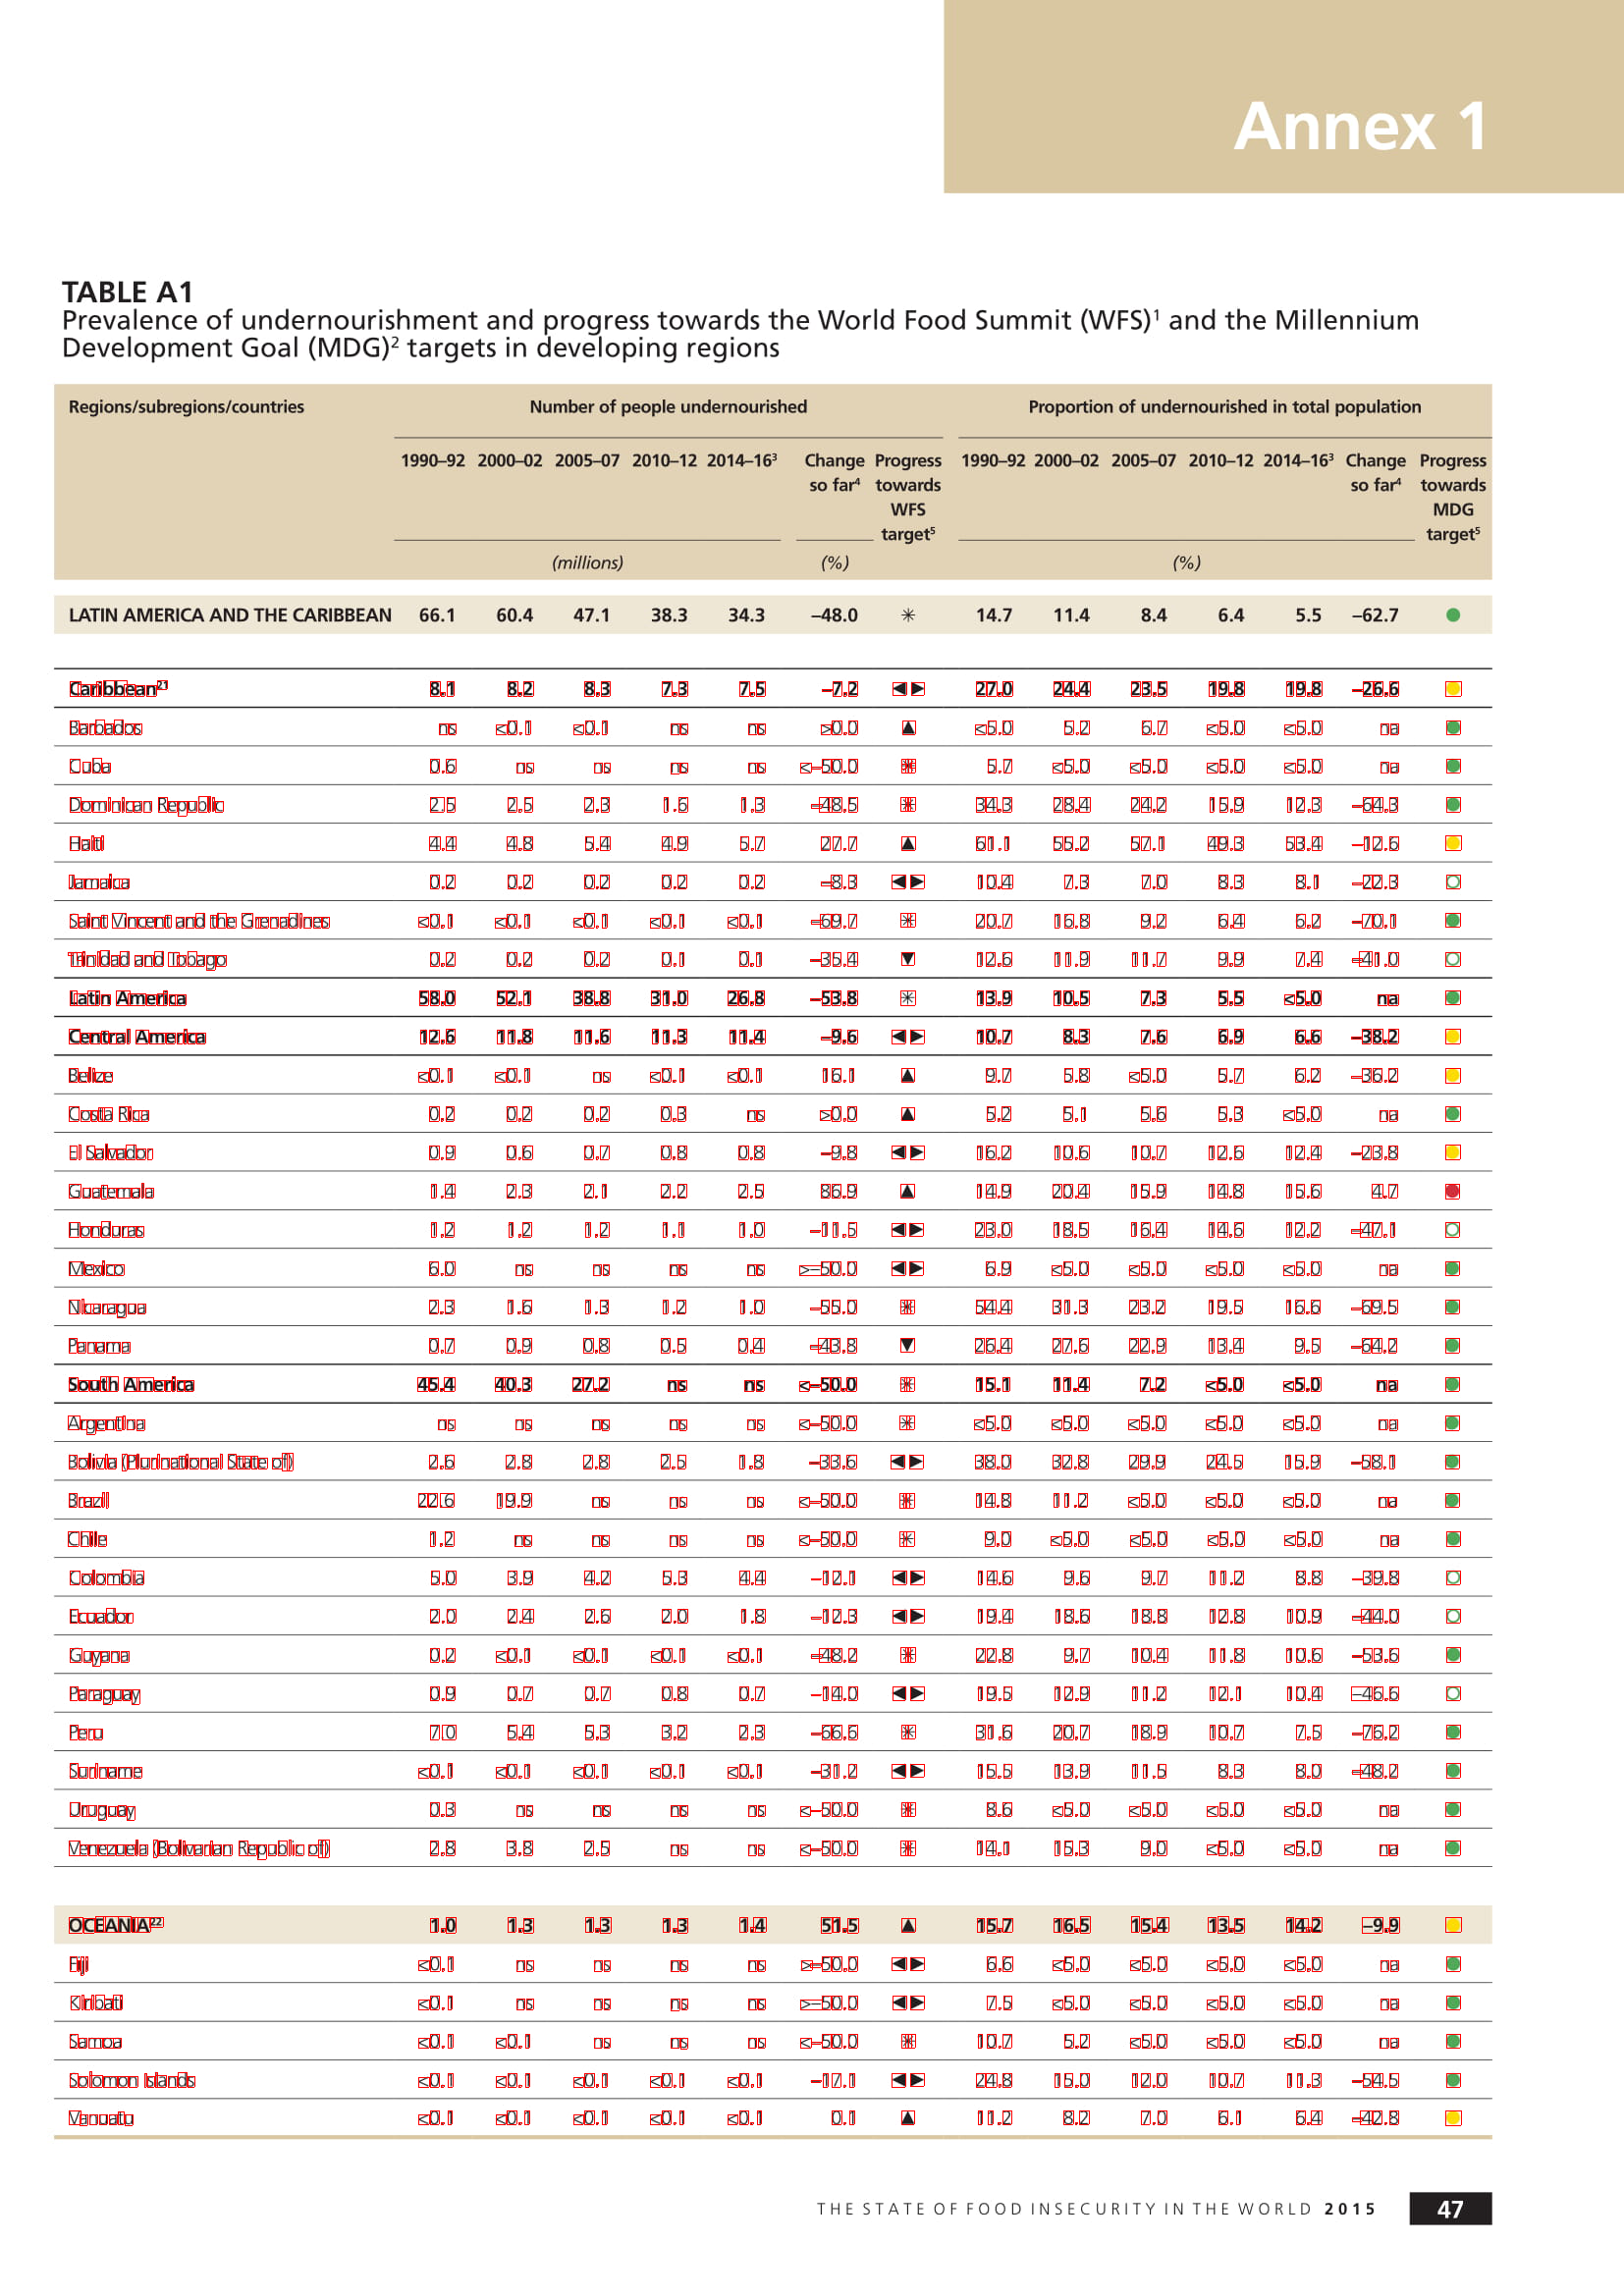 Annex 1
TABLE A1
Prevalence of undernourishment and progress towards the World Food Summit (WFS)1 and the Millennium
Development Goal (MDG)2 targets in developing regions
Regions/subregions/countries Number of people undernourished Proportion of undernourished in total population
1990–92 2000–02 2005–07 2010–12 2014–163 Change so far4 Progress towards WFS target5 1990–92 2000–02 2005–07 2010–12 2014–163 Change so far4 Progress towards MDG target5
(millions) (%) (%)
LATIN AMERICA AND THE CARIBBEAN 66.1 60.4 47.1 38.3 34.3 –48.0 ✳ 14.7 11.4 8.4 6.4 5.5 –62.7 ●
Caribbean21 8.1 8.2 8.3 7.3 7.5 –7.2 ◄► 27.0 24.4 23.5 19.8 19.8 –26.6 ●
Barbados ns <0.1 <0.1 ns ns >0.0 ▲ <5.0 5.2 6.7 <5.0 <5.0 na ●
Cuba 0.6 ns ns ns ns <–50.0 ✳ 5.7 <5.0 <5.0 <5.0 <5.0 na ●
Dominican Republic 2.5 2.5 2.3 1.6 1.3 –48.5 ✳ 34.3 28.4 24.2 15.9 12.3 –64.3 ●
Haiti 4.4 4.8 5.4 4.9 5.7 27.7 ▲ 61.1 55.2 57.1 49.3 53.4 –12.6 ●
Jamaica 0.2 0.2 0.2 0.2 0.2 –8.3 ◄► 10.4 7.3 7.0 8.3 8.1 –22.3 ○
Saint Vincent and the Grenadines <0.1 <0.1 <0.1 <0.1 <0.1 –69.7 ✳ 20.7 16.8 9.2 6.4 6.2 –70.1 ●
Trinidad and Tobago 0.2 0.2 0.2 0.1 0.1 –35.4 ▼ 12.6 11.9 11.7 9.9 7.4 –41.0 ○
Latin America 58.0 52.1 38.8 31.0 26.8 –53.8 ✳ 13.9 10.5 7.3 5.5 <5.0 na ●
Central America 12.6 11.8 11.6 11.3 11.4 –9.6 ◄► 10.7 8.3 7.6 6.9 6.6 –38.2 ●
Belize <0.1 <0.1 ns <0.1 <0.1 16.1 ▲ 9.7 5.8 <5.0 5.7 6.2 –36.2 ●
Costa Rica 0.2 0.2 0.2 0.3 ns >0.0 ▲ 5.2 5.1 5.6 5.3 <5.0 na ●
El Salvador 0.9 0.6 0.7 0.8 0.8 –9.8 ◄► 16.2 10.6 10.7 12.6 12.4 –23.8 ●
Guatemala 1.4 2.3 2.1 2.2 2.5 86.9 ▲ 14.9 20.4 15.9 14.8 15.6 4.7 ●
Honduras 1.2 1.2 1.2 1.1 1.0 –11.5 ◄► 23.0 18.5 16.4 14.6 12.2 –47.1 ○
Mexico 6.0 ns ns ns ns >–50.0 ◄► 6.9 <5.0 <5.0 <5.0 <5.0 na ●
Nicaragua 2.3 1.6 1.3 1.2 1.0 –55.0 ✳ 54.4 31.3 23.2 19.5 16.6 –69.5 ●
Panama 0.7 0.9 0.8 0.5 0.4 –43.8 ▼ 26.4 27.6 22.9 13.4 9.5 –64.2 ●
South America 45.4 40.3 27.2 ns ns <–50.0 ✳ 15.1 11.4 7.2 <5.0 <5.0 na ●
Argentina ns ns ns ns ns <–50.0 ✳ <5.0 <5.0 <5.0 <5.0 <5.0 na ●
Bolivia (Plurinational State of) 2.6 2.8 2.8 2.5 1.8 –33.6 ◄► 38.0 32.8 29.9 24.5 15.9 –58.1 ●
Brazil 22.6 19.9 ns ns ns <–50.0 ✳ 14.8 11.2 <5.0 <5.0 <5.0 na ●
Chile 1.2 ns ns ns ns <–50.0 ✳ 9.0 <5.0 <5.0 <5.0 <5.0 na ●
Colombia 5.0 3.9 4.2 5.3 4.4 –12.1 ◄► 14.6 9.6 9.7 11.2 8.8 –39.8 ○
Ecuador 2.0 2.4 2.6 2.0 1.8 –12.3 ◄► 19.4 18.6 18.8 12.8 10.9 –44.0 ○
Guyana 0.2 <0.1 <0.1 <0.1 <0.1 –48.2 ✳ 22.8 9.7 10.4 11.8 10.6 –53.6 ●
Paraguay 0.9 0.7 0.7 0.8 0.7 –14.0 ◄► 19.5 12.9 11.2 12.1 10.4 –46.6 ○
Peru 7.0 5.4 5.3 3.2 2.3 –66.6 ✳ 31.6 20.7 18.9 10.7 7.5 –76.2 ●
Suriname <0.1 <0.1 <0.1 <0.1 <0.1 –31.2 ◄► 15.5 13.9 11.5 8.3 8.0 –48.2 ●
Uruguay 0.3 ns ns ns ns <–50.0 ✳ 8.6 <5.0 <5.0 <5.0 <5.0 na ●
Venezuela (Bolivarian Republic of) 2.8 3.8 2.5 ns ns <–50.0 ✳ 14.1 15.3 9.0 <5.0 <5.0 na ●
OCEANIA22 1.0 1.3 1.3 1.3 1.4 51.5 ▲ 15.7 16.5 15.4 13.5 14.2 –9.9 ●
Fiji <0.1 ns ns ns ns >–50.0 ◄► 6.6 <5.0 <5.0 <5.0 <5.0 na ●
Kiribati <0.1 ns ns ns ns >–50.0 ◄► 7.5 <5.0 <5.0 <5.0 <5.0 na ●
Samoa <0.1 <0.1 ns ns ns <–50.0 ✳ 10.7 5.2 <5.0 <5.0 <5.0 na ●
Solomon Islands <0.1 <0.1 <0.1 <0.1 <0.1 –17.1 ◄► 24.8 15.0 12.0 10.7 11.3 –54.5 ●
Vanuatu <0.1 <0.1 <0.1 <0.1 <0.1 0.1 ▲ 11.2 8.2 7.0 6.1 6.4 –42.8 ●
THE STATE OF FOOD INSECURITY IN THE WORLD 2015 47